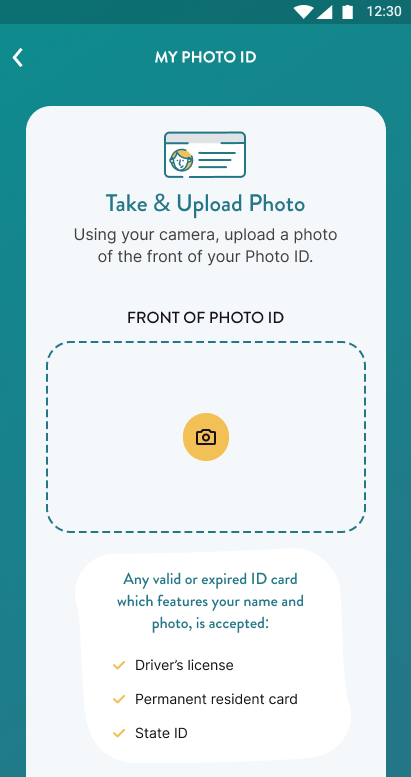 12:30
MY PHOTO ID
Take & Upload Photo
Using your camera, upload a photo
of the front of your Photo ID.
FRONT OF PHOTO ID
Any valid or expired ID card
which features your name and
photo, is accepted:
Driver's license
Permanent resident card
State ID